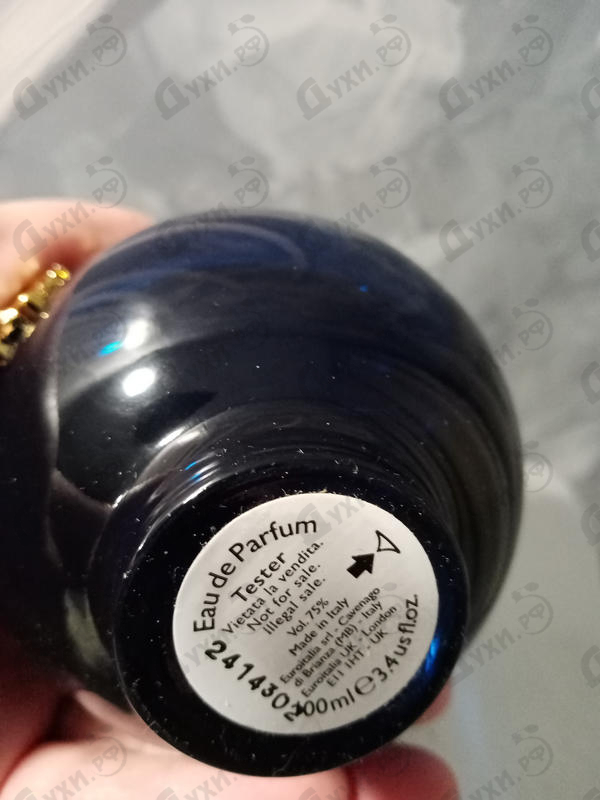 Eau de Parfum
Tester
Vietata la vendita.
Not for sale.
Illegal sale.
Vol. 75%
Made in Italy
Euroitalia srl - Cavenago
di Brianza (MB) - Italy
Euroitalia UK - London
E11 1HT - UK
100ml ℮ 3.4 us fl.oz.
ДУХИ.РФ